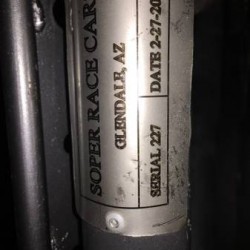 SOPER RACE CAR
GLENDALE, AZ
SERIAL 227
DATE 2-27-20